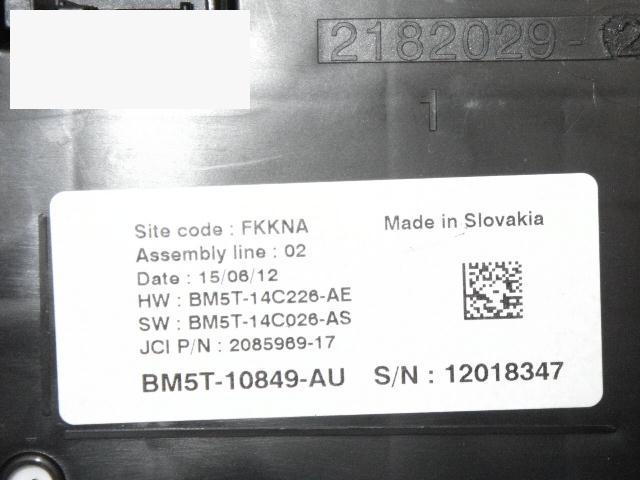 2182029-2
1
Site code : FKKNA
Made in Slovakia
Assembly line : 02
Date : 15/06/12
HW : BM5T-14C226-AE
SW : BM5T-14C026-AS
JCI P/N : 2085969-17
BM5T-10849-AU S/N : 12018347